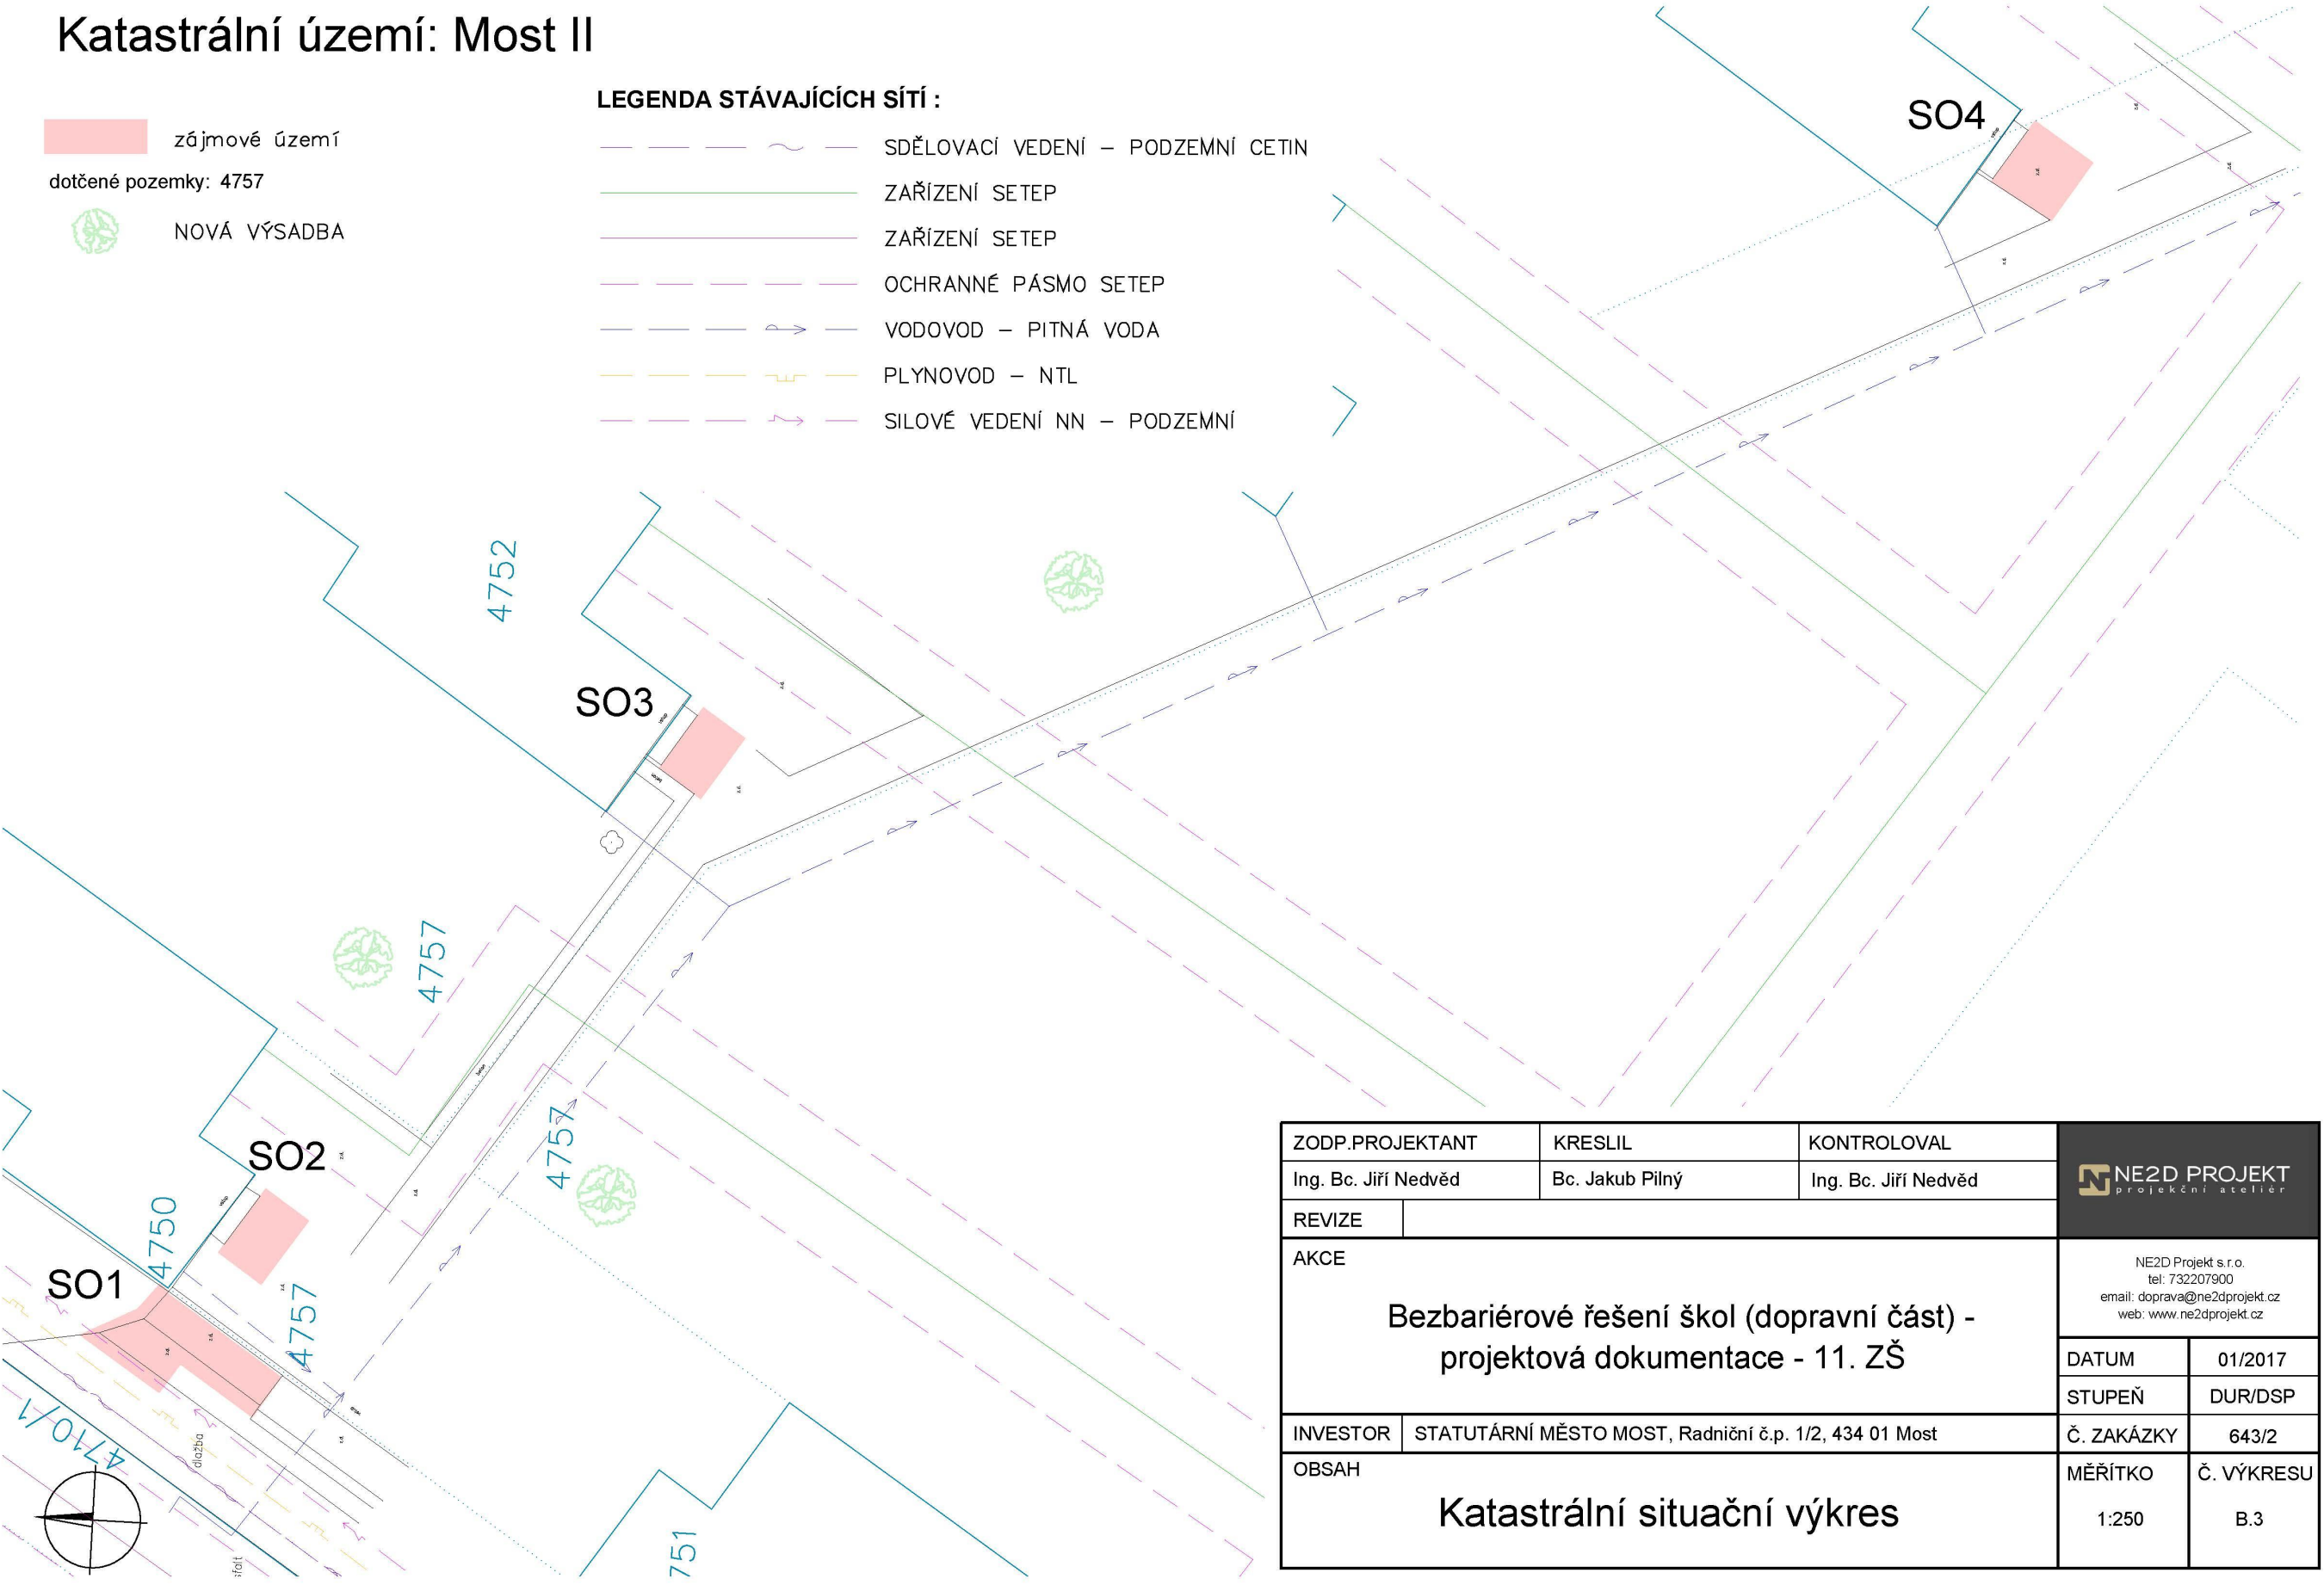 Katastrální území: Most II
zájmové území
dotčené pozemky: 4757
NOVÁ VÝSADBA
LEGENDA STÁVAJÍCÍCH SÍTÍ :
SDĚLOVACÍ VEDENÍ – PODZEMNÍ CETIN
ZAŘÍZENÍ SETEP
ZAŘÍZENÍ SETEP
OCHRANNÉ PÁSMO SETEP
VODOVOD – PITNÁ VODA
PLYNOVOD – NTL
SILOVÉ VEDENÍ NN – PODZEMNÍ
SO4
4752
SO3
beton
4757
beton
4757
SO2
4750
SO1
4757
4710/1
dlažba
sfalt
751
ZODP.PROJEKTANT
KRESLIL
KONTROLOVAL
Ing. Bc. Jiří Nedvěd
Bc. Jakub Pilný
Ing. Bc. Jiří Nedvěd
REVIZE
NE2D PROJEKT
projekční ateliér
AKCE
Bezbariérové řešení škol (dopravní část) -
projektová dokumentace - 11. ZŠ
NE2D Projekt s.r.o.
tel: 732207900
email: doprava@ne2dprojekt.cz
web: www.ne2dprojekt.cz
DATUM
01/2017
STUPEŇ
DUR/DSP
INVESTOR
STATUTÁRNÍ MĚSTO MOST, Radniční č.p. 1/2, 434 01 Most
Č. ZAKÁZKY
643/2
OBSAH
Katastrální situační výkres
MĚŘÍTKO
Č. VÝKRESU
1:250
B.3